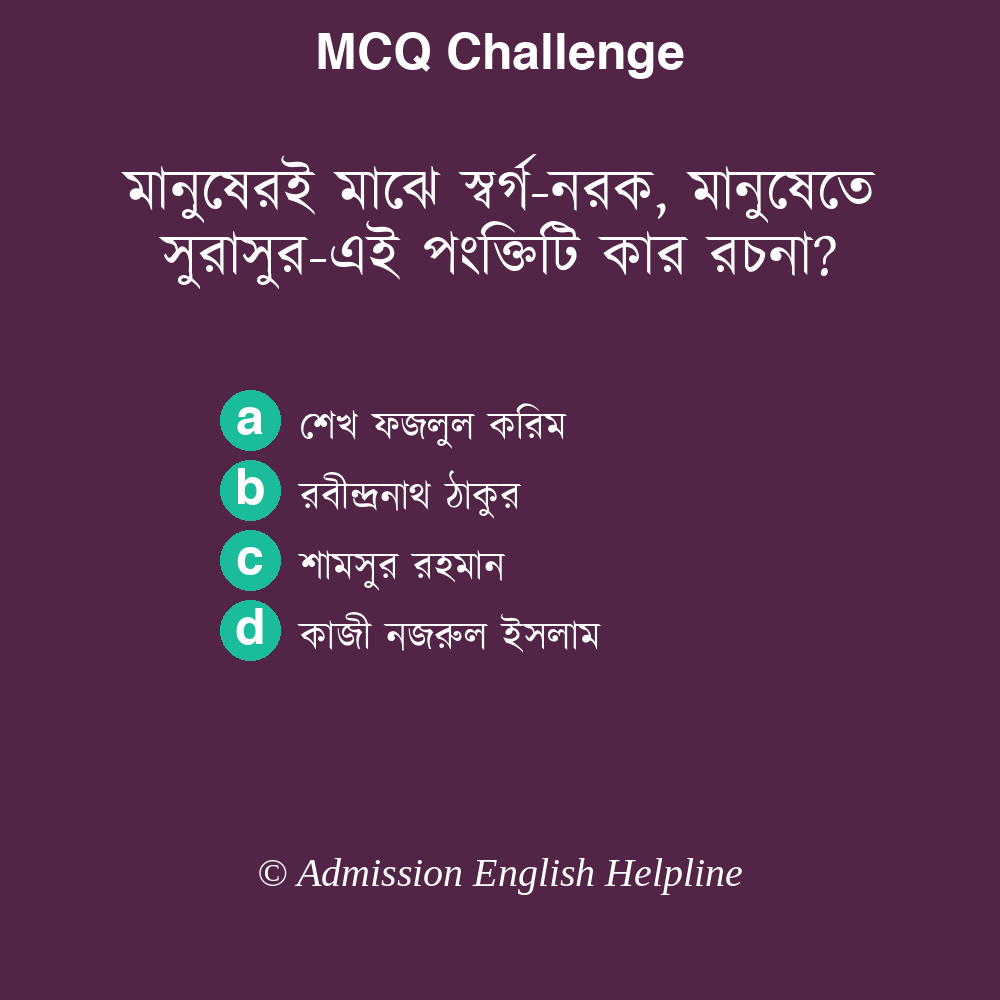 MCQ Challenge
মানুষেরই মাঝে স্বর্গ-নরক, মানুষেতে
সুরাসুর-এই পংক্তিটি কার রচনা?
a শেখ ফজলুল করিম
b রবীন্দ্রনাথ ঠাকুর
c শামসুর রহমান
d কাজী নজরুল ইসলাম
© Admission English Helpline